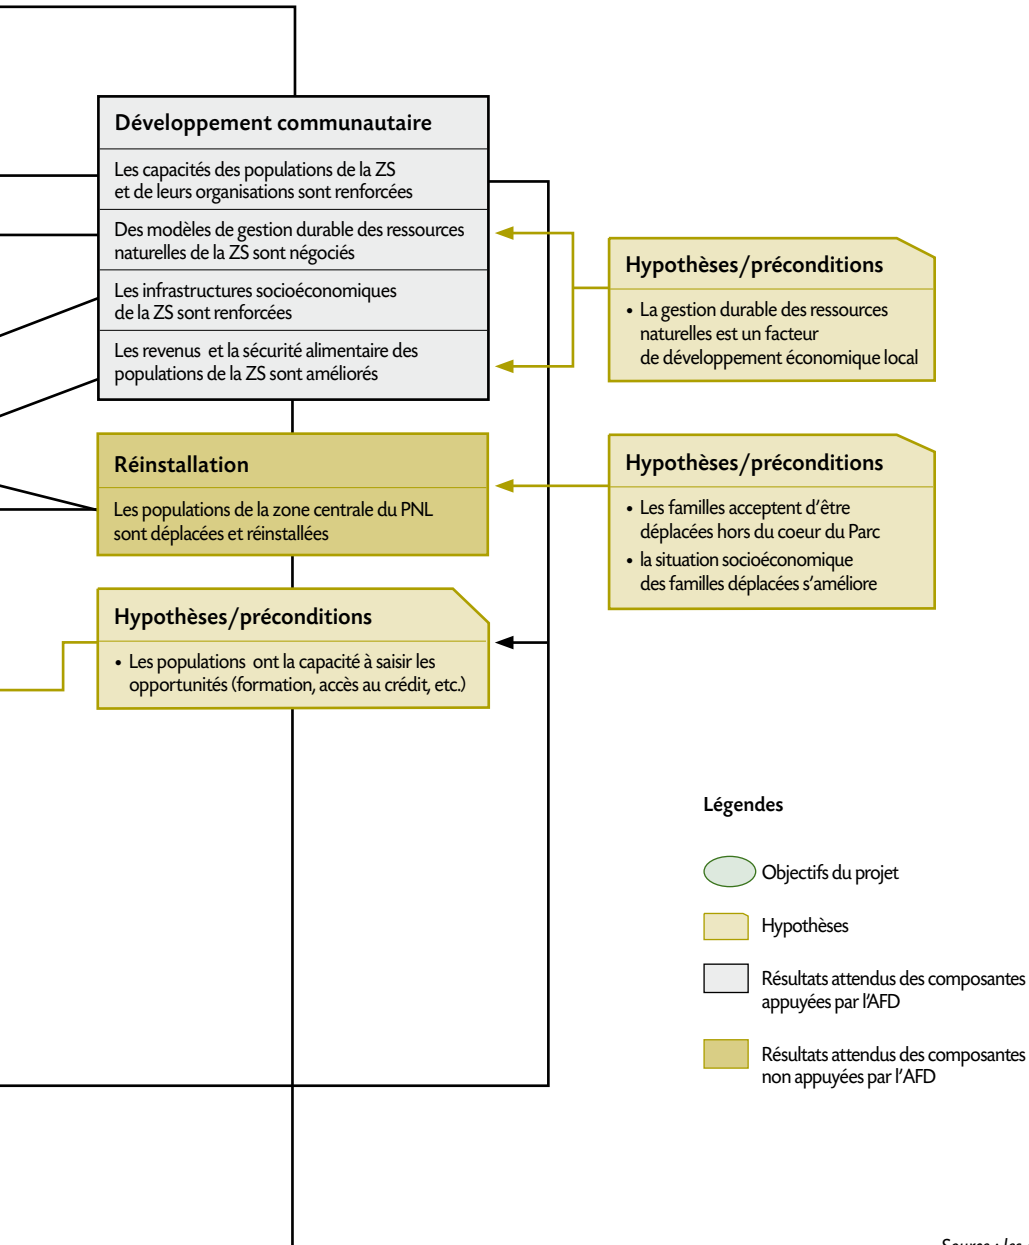 Développement communautaire
Les capacités des populations de la ZS
et de leurs organisations sont renforcées
Des modèles de gestion durable des ressources
naturelles de la ZS sont négociés
Les infrastructures socioéconomiques
de la ZS sont renforcées
Les revenus et la sécurité alimentaire des
populations de la ZS sont améliorés
Hypothèses/préconditions
• La gestion durable des ressources
naturelles est un facteur
de développement économique local
Réinstallation
Les populations de la zone centrale du PNL
sont déplacées et réinstallées
Hypothèses/préconditions
• Les familles acceptent d'être
déplacées hors du coeur du Parc
• la situation socioéconomique
des familles déplacées s'améliore
Hypothèses/préconditions
• Les populations ont la capacité à saisir les
opportunités (formation, accès au crédit, etc.)
Légendes
Objectifs du projet
Hypothèses
Résultats attendus des composantes
appuyées par l'AFD
Résultats attendus des composantes
non appuyées par l'AFD